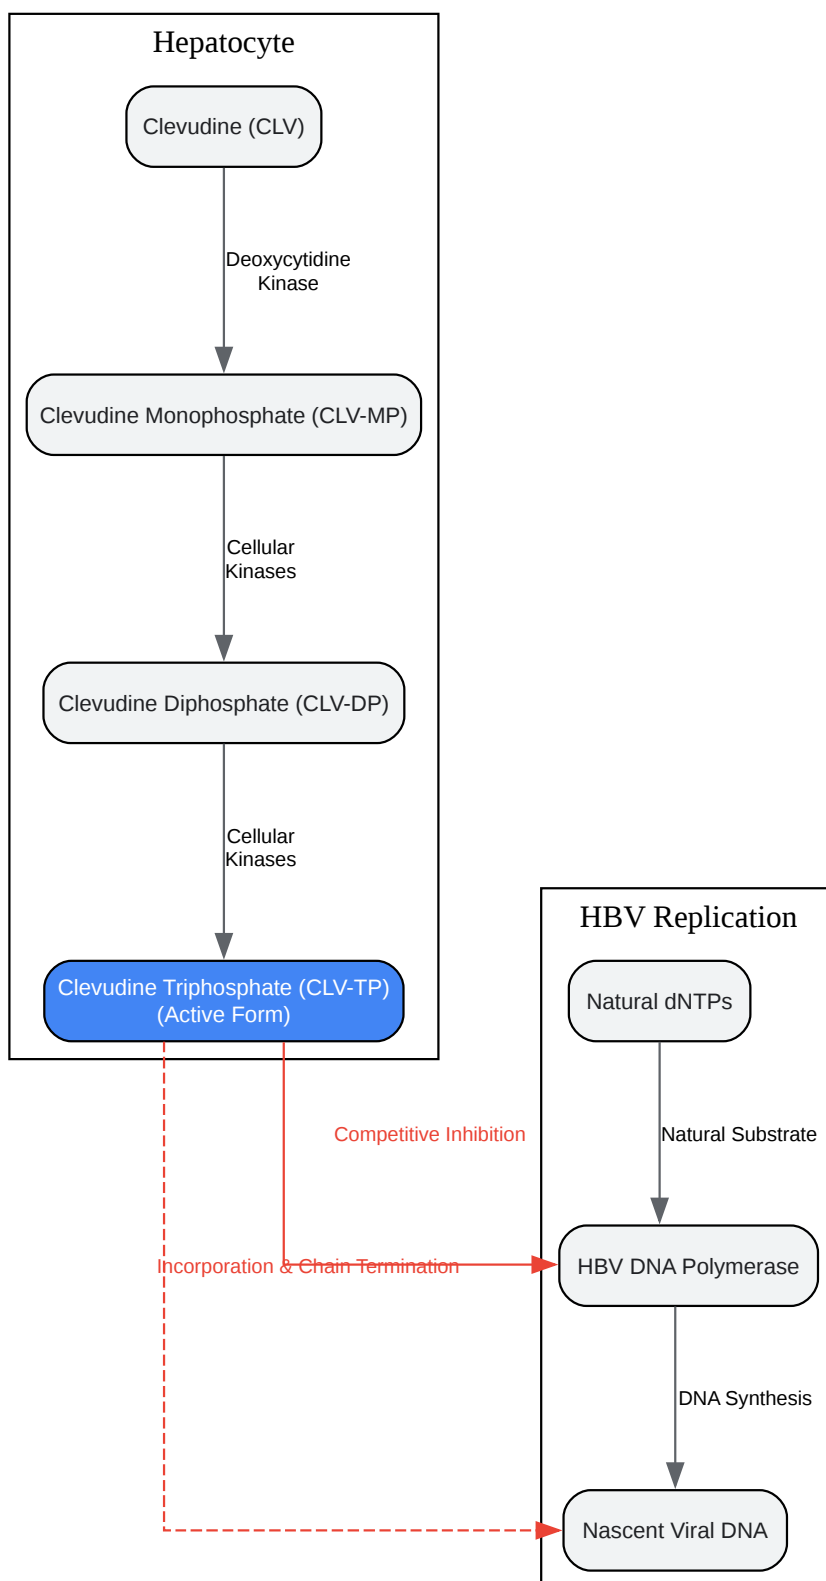 Hepatocyte
Clevudine (CLV)
Deoxycytidine
Kinase
Clevudine Monophosphate (CLV-MP)
Cellular
Kinases
Clevudine Diphosphate (CLV-DP)
Cellular
Kinases
Clevudine Triphosphate (CLV-TP)
(Active Form)
HBV Replication
Natural dNTPs
Competitive Inhibition
Natural Substrate
Incorporation & Chain Termination
HBV DNA Polymerase
DNA Synthesis
Nascent Viral DNA